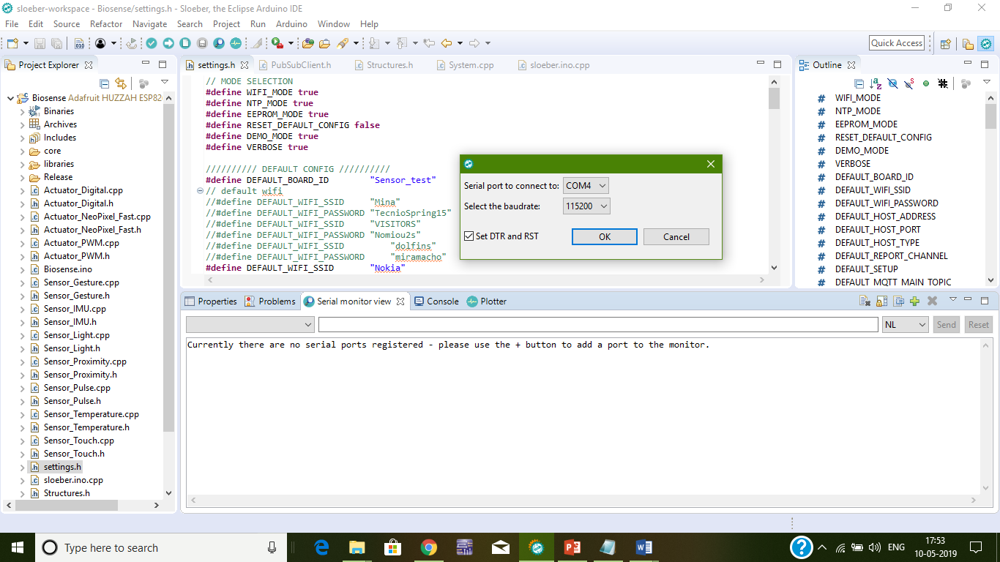 sloeber-workspace - Biosense/settings.h - Sloeber, the Eclipse Arduino IDE
File Edit Source Refactor Navigate Search Project Run Arduino Window Help
Quick Access
Project Explorer
Biosense Adafruit HUZZAH ESP82
Binaries
Archives
Includes
core
libraries
Release
Actuator_Digital.cpp
Actuator_Digital.h
Actuator_NeoPixel_Fast.cpp
Actuator_NeoPixel_Fast.h
Actuator_PWM.cpp
Actuator_PWM.h
Biosense.ino
Sensor_Gesture.cpp
Sensor_Gesture.h
Sensor_IMU.cpp
Sensor_IMU.h
Sensor_Light.cpp
Sensor_Light.h
Sensor_Proximity.cpp
Sensor_Proximity.h
Sensor_Pulse.cpp
Sensor_Pulse.h
Sensor_Temperature.cpp
Sensor_Temperature.h
Sensor_Touch.cpp
Sensor_Touch.h
settings.h
sloeber.ino.cpp
Structures.h
settings.h PubSubClient.h Structures.h System.cpp sloeber.ino.cpp
// MODE SELECTION
#define WIFI_MODE true
#define NTP_MODE true
#define EEPROM_MODE true
#define RESET_DEFAULT_CONFIG false
#define DEMO_MODE true
#define VERBOSE true
////////// DEFAULT CONFIG //////////
#define DEFAULT_BOARD_ID "Sensor_test"
// default wifi
//#define DEFAULT_WIFI_SSID "Mina"
//#define DEFAULT_WIFI_PASSWORD "TecnioSpring15"
//#define DEFAULT_WIFI_SSID "VISITORS"
//#define DEFAULT_WIFI_PASSWORD "Nomiou2s"
//#define DEFAULT_WIFI_SSID "dolfins"
//#define DEFAULT_WIFI_PASSWORD "miramacho"
#define DEFAULT_WIFI_SSID "Nokia"
Serial port to connect to: COM4
Select the baudrate: 115200
Set DTR and RST OK Cancel
Outline
WIFI_MODE
NTP_MODE
EEPROM_MODE
RESET_DEFAULT_CONFIG
DEMO_MODE
VERBOSE
DEFAULT_BOARD_ID
DEFAULT_WIFI_SSID
DEFAULT_WIFI_PASSWORD
DEFAULT_HOST_ADDRESS
DEFAULT_HOST_PORT
DEFAULT_HOST_TYPE
DEFAULT_REPORT_CHANNEL
DEFAULT_SETUP
DEFAULT_MQTT_MAIN_TOPIC
Properties Problems Serial monitor view Console Plotter
NL Send Reset
Currently there are no serial ports registered - please use the + button to add a port to the monitor.
Type here to search
ENG
17:53
10-05-2019